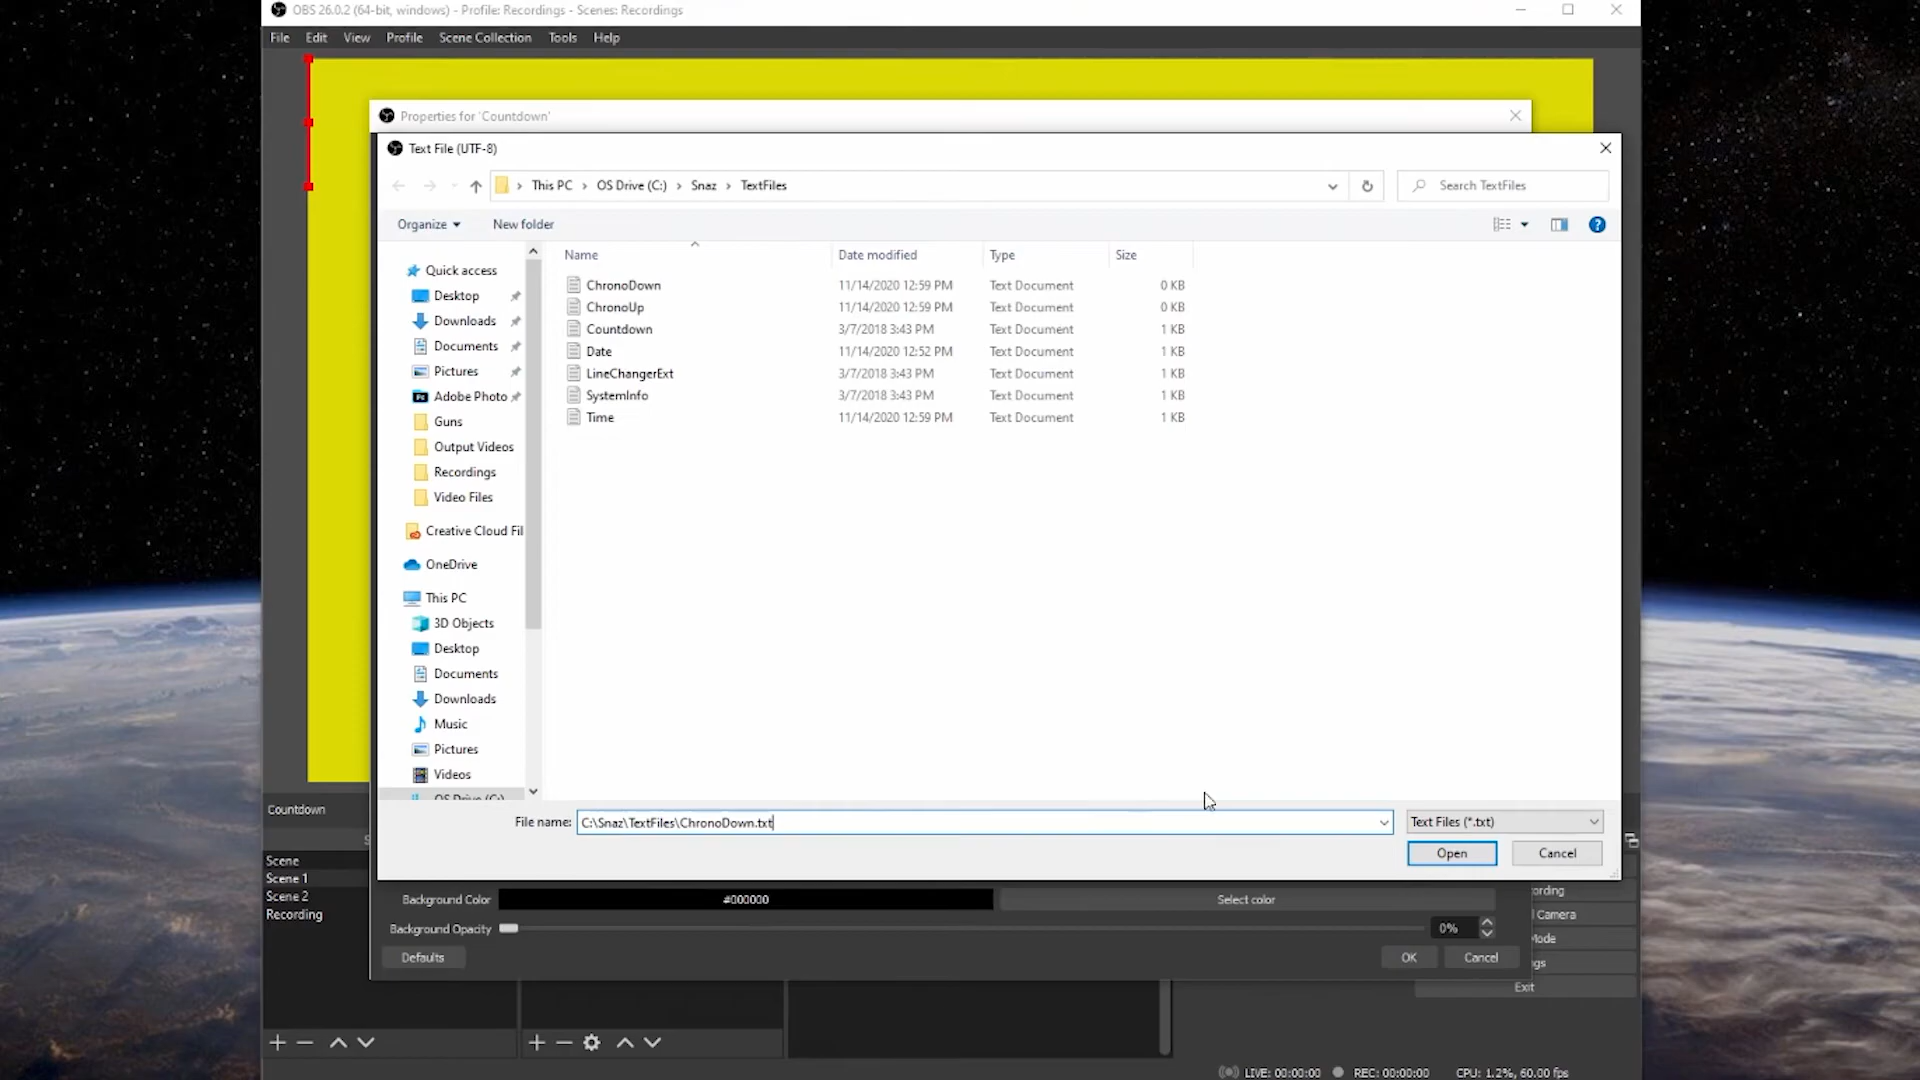 OBS 26.0.2 (64-bit, windows) - Profile: Recordings - Scenes: Recordings
File Edit View Profile Scene Collection Tools Help
Properties for 'Countdown'
Text File (UTF-8)
This PC > OS Drive (C:) > Snaz > TextFiles
Search TextFiles
Organize New folder
Name Date modified Type Size
ChronoDown 11/14/2020 12:59 PM Text Document 0 KB
ChronoUp 11/14/2020 12:59 PM Text Document 0 KB
Countdown 3/7/2018 3:43 PM Text Document 1 KB
Date 11/14/2020 12:52 PM Text Document 1 KB
LineChangerExt 3/7/2018 3:43 PM Text Document 1 KB
SystemInfo 3/7/2018 3:43 PM Text Document 1 KB
Time 11/14/2020 12:59 PM Text Document 1 KB
Quick access
Desktop
Downloads
Documents
Pictures
Adobe Photo
Guns
Output Videos
Recordings
Video Files
Creative Cloud Fil
OneDrive
This PC
3D Objects
Desktop
Documents
Downloads
Music
Pictures
Videos
OS Drive (C:)
File name: C:\Snaz\TextFiles\ChronoDown.txt
Text Files (*.txt)
Open Cancel
Countdown
Scene
Scene 1
Scene 2
Recording
Background Color #000000 Select color
Background Opacity 0%
Defaults OK Cancel
ording
Camera
Mode
gs
Exit
LIVE: 00:00:00 REC: 00:00:00 CPU: 1.2%, 60.00 fps